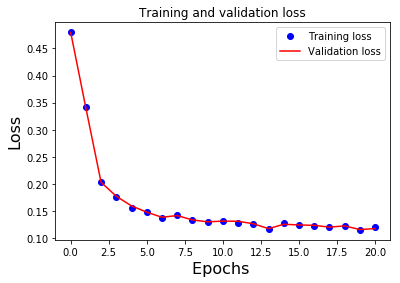 Training and validation loss
Training loss
Validation loss
Loss
0.45
0.40
0.35
0.30
0.25
0.20
0.15
0.10
0.0 2.5 5.0 7.5 10.0 12.5 15.0 17.5 20.0
Epochs